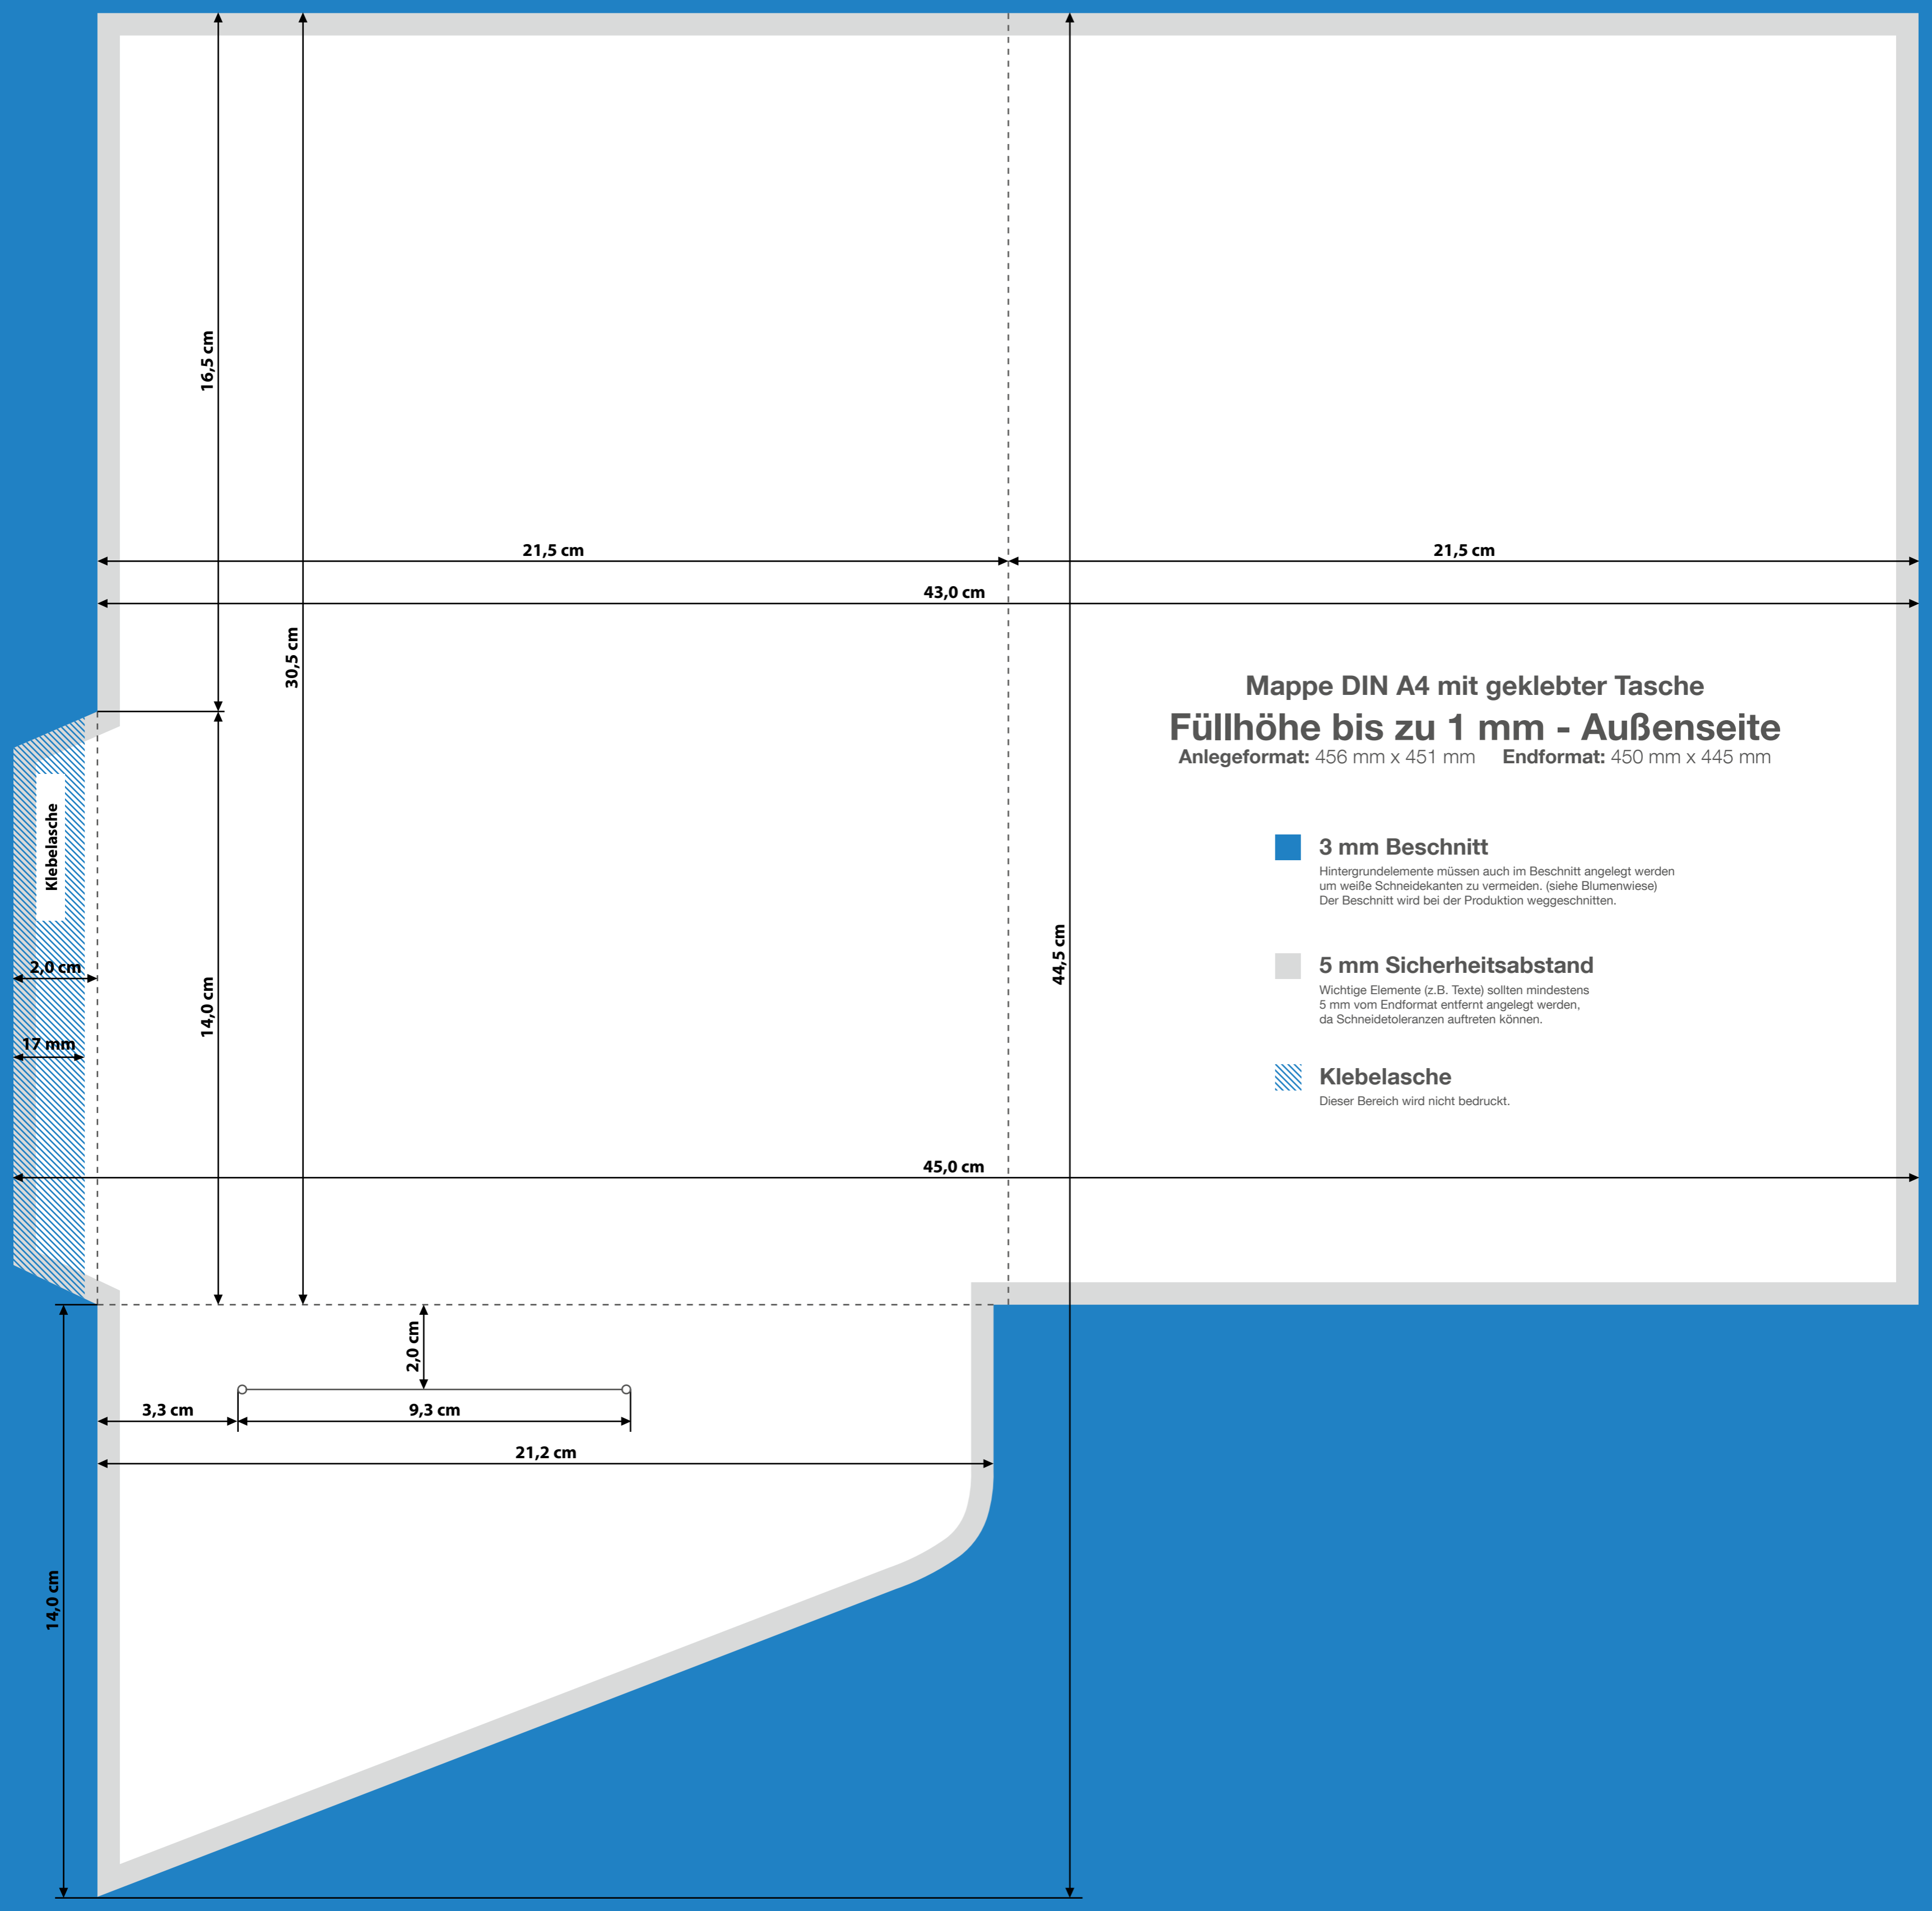 16,5 cm
30,5 cm
21,5 cm
21,5 cm
43,0 cm
Mappe DIN A4 mit geklebter Tasche
Füllhöhe bis zu 1 mm - Außenseite
Anlegeformat: 456 mm x 451 mm Endformat: 450 mm x 445 mm
3 mm Beschnitt
Hintergrundelemente müssen auch im Beschnitt angelegt werden
um weiße Schneidekanten zu vermeiden. (siehe Blumenwiese)
Der Beschnitt wird bei der Produktion weggeschnitten.
Klebelasche
44,5 cm
5 mm Sicherheitsabstand
Wichtige Elemente (z.B. Texte) sollten mindestens
5 mm vom Endformat entfernt angelegt werden,
da Schneidetoleranzen auftreten können.
2,0 cm
14,0 cm
17 mm
Klebelasche
Dieser Bereich wird nicht bedruckt.
45,0 cm
2,0 cm
3,3 cm
9,3 cm
21,2 cm
14,0 cm